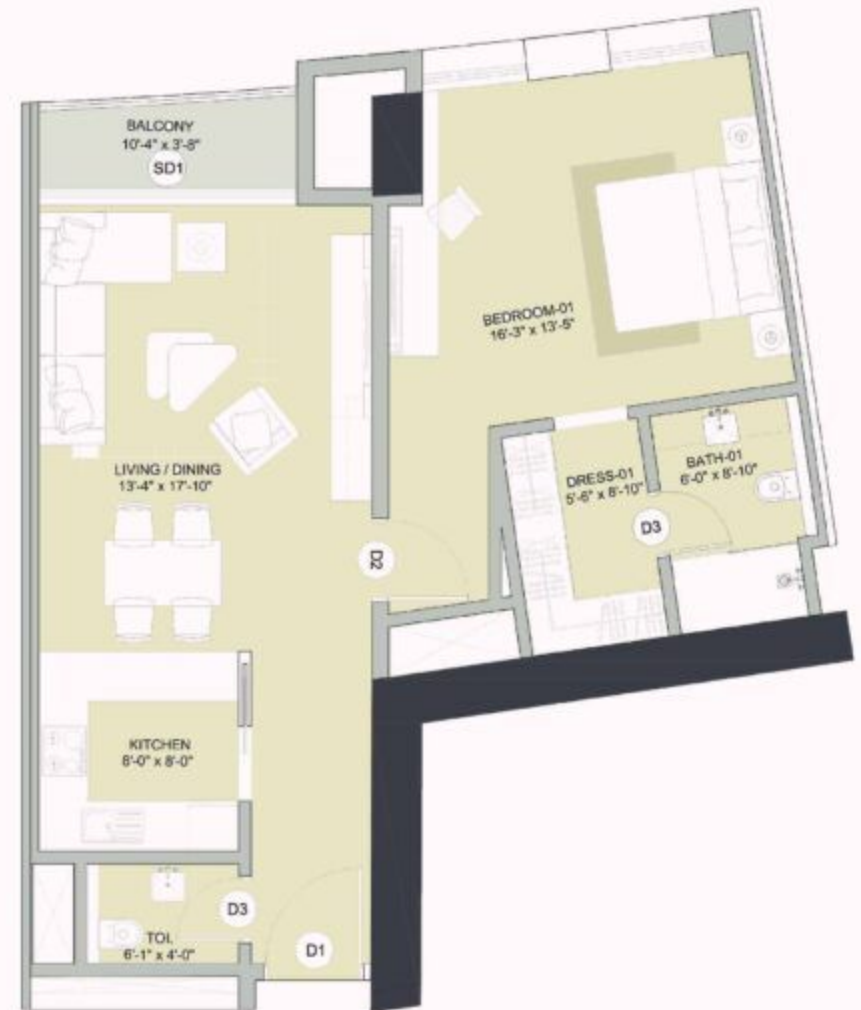 BALCONY
10'-4" x 3'-8"
SD1
BEDROOM-01
16'-3" x 13'-5"
LIVING / DINING
13'-4" x 17'-10"
DRESS-01
5'-6" x 8'-10"
BATH-01
6'-0" x 8'-10"
D3
D2
KITCHEN
8'-0" x 8'-0"
D3
TOI.
6'-1" x 4'-0"
D1